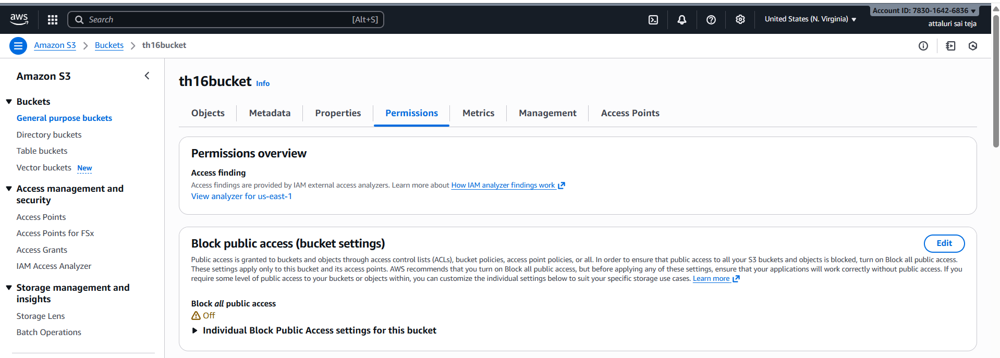 aws
Search [Alt+S]
United States (N. Virginia)
Account ID: 7830-1642-6836
attaluri sai teja
Amazon S3 Buckets th16bucket
Amazon S3
Buckets
General purpose buckets
Directory buckets
Table buckets
Vector buckets New
Access management and
security
Access Points
Access Points for FSx
Access Grants
IAM Access Analyzer
Storage management and
insights
Storage Lens
Batch Operations
th16bucket Info
Objects Metadata Properties Permissions Metrics Management Access Points
Permissions overview
Access finding
Access findings are provided by IAM external access analyzers. Learn more about How IAM analyzer findings work
View analyzer for us-east-1
Block public access (bucket settings)
Edit
Public access is granted to buckets and objects through access control lists (ACLs), bucket policies, access point policies, or all. In order to ensure that public access to all your S3 buckets and objects is blocked, turn on Block all public access.
These settings apply only to this bucket and its access points. AWS recommends that you turn on Block all public access, but before applying any of these settings, ensure that your applications will work correctly without public access. If you
require some level of public access to your buckets or objects within, you can customize the individual settings below to suit your specific storage use cases. Learn more
Block all public access
Off
Individual Block Public Access settings for this bucket